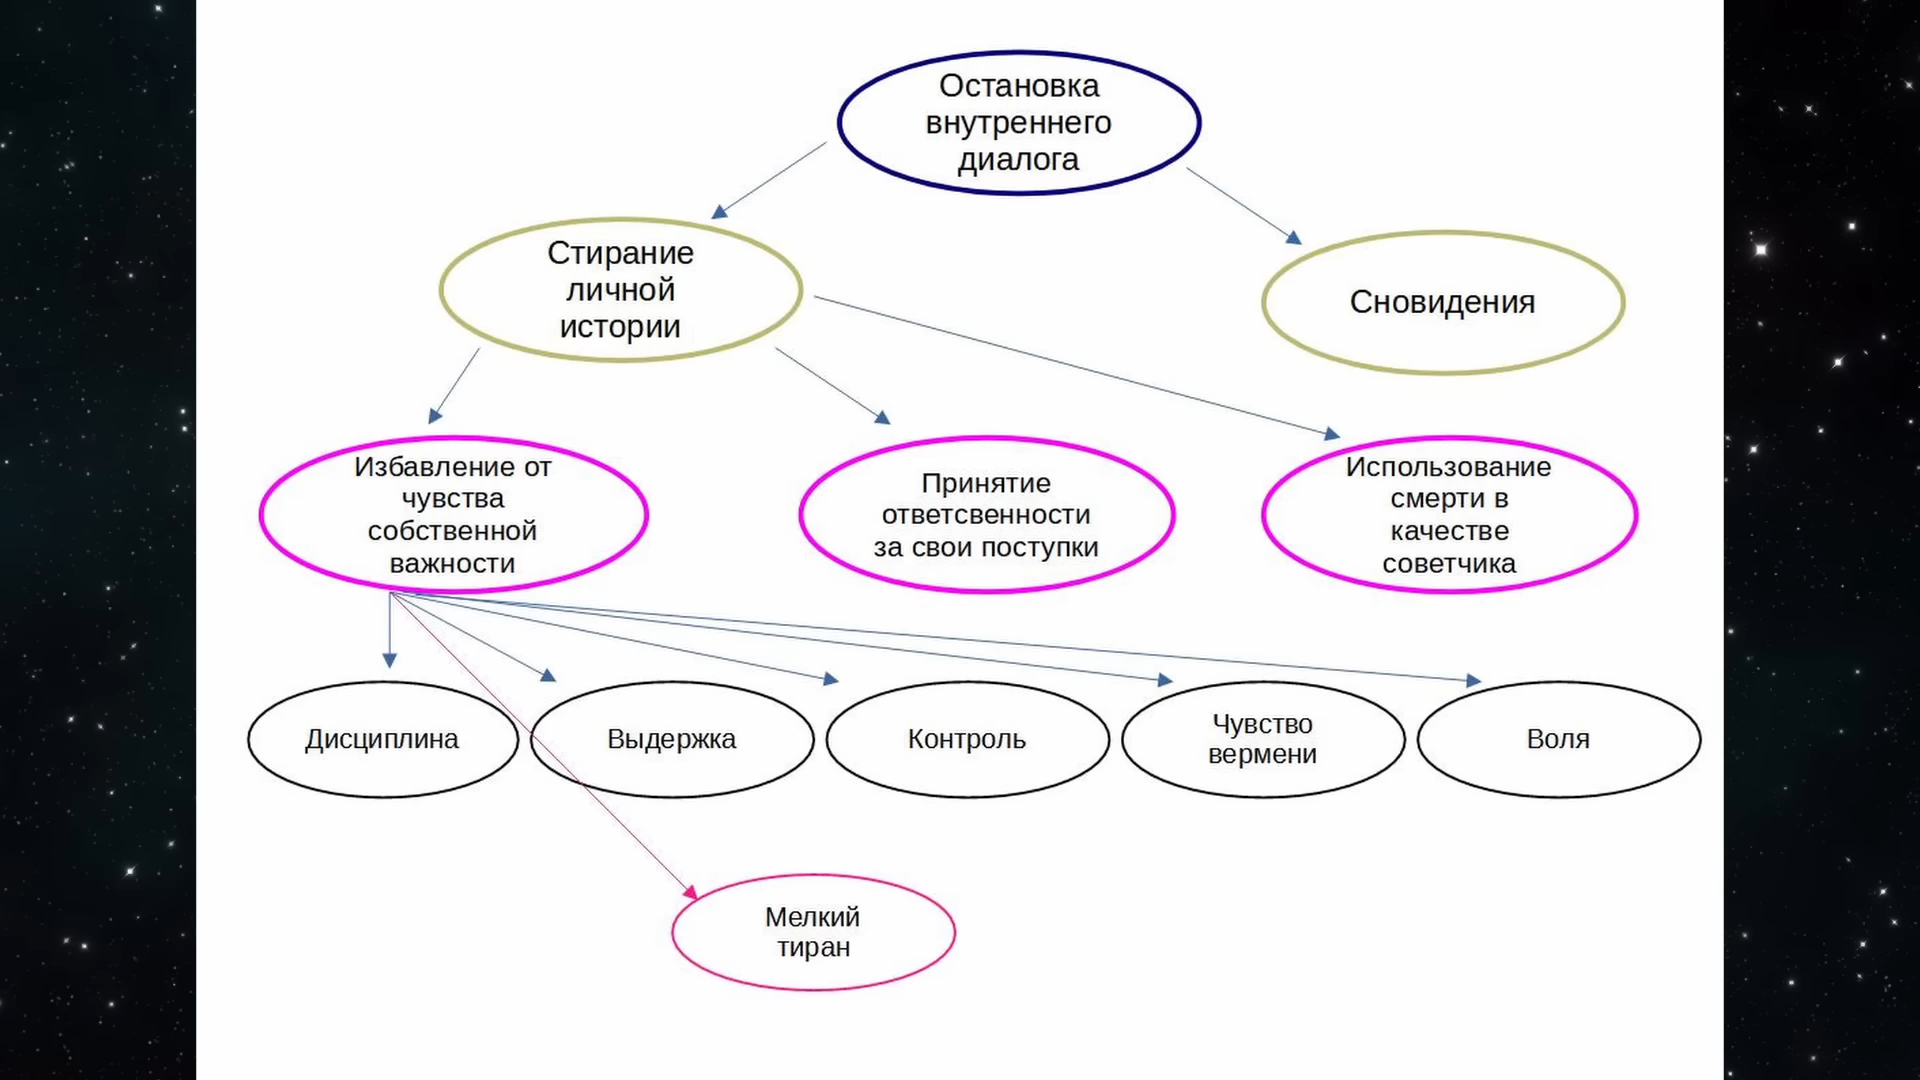 Остановка
внутреннего
диалога
Стирание
личной
истории
Сновидения
Избавление от
чувства
собственной
важности
Принятие
ответсвенности
за свои поступки
Использование
смерти в
качестве
советчика
Дисциплина
Выдержка
Контроль
Чувство
вермени
Воля
Мелкий
тиран